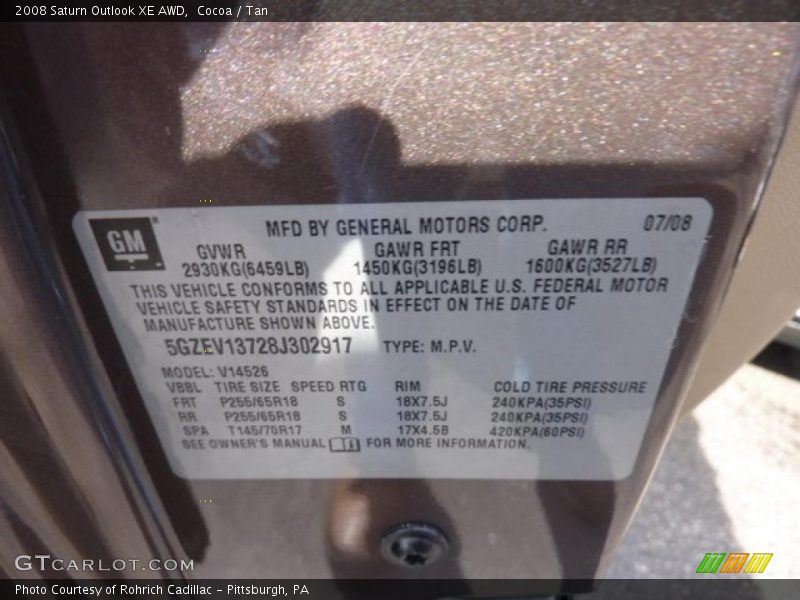 2008 Saturn Outlook XE AWD,  Cocoa / Tan
GM
MFD BY GENERAL MOTORS CORP. 07/08
GVWR GAWR FRT GAWR RR
2930KG(6459LB) 1450KG(3196LB) 1600KG(3527LB)
THIS VEHICLE CONFORMS TO ALL APPLICABLE U.S. FEDERAL MOTOR
VEHICLE SAFETY STANDARDS IN EFFECT ON THE DATE OF
MANUFACTURE SHOWN ABOVE.
5GZEV13728J302917 TYPE: M.P.V.
MODEL: V14526
VBBL TIRE SIZE SPEED RTG RIM COLD TIRE PRESSURE
FRT P255/65R18 S 18X7.5J 240KPA(35PSI)
RR P255/65R18 S 18X7.5J 240KPA(35PSI)
SPA T145/70R17 M 17X4.5B 420KPA(60PSI)
SEE OWNER'S MANUAL FOR MORE INFORMATION.
GTCARLOT.COM
Photo Courtesy of Rohrich Cadillac - Pittsburgh, PA